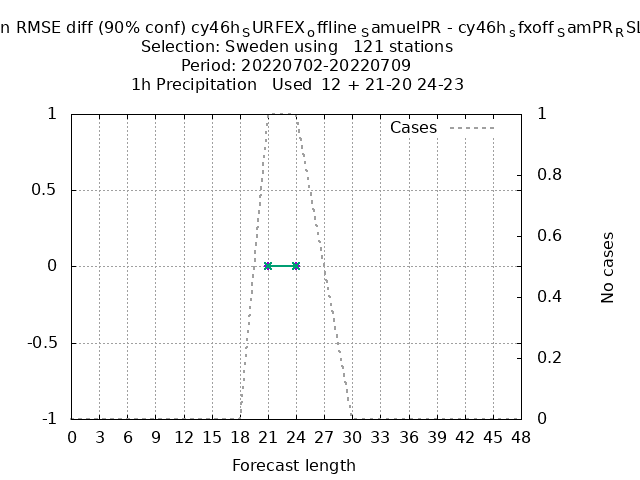 n RMSE diff (90% conf) cy46h_SURFEX_offline_SamuelPR - cy46h_sfxoff_SamPR_RSL
Selection: Sweden using 121 stations
Period: 20220702-20220709
1h Precipitation Used 12 + 21-20 24-23
Cases
1
0.5
0
-0.5
-1
1
0.8
0.6
0.4
0.2
0
No cases
0 3 6 9 12 15 18 21 24 27 30 33 36 39 42 45 48
Forecast length